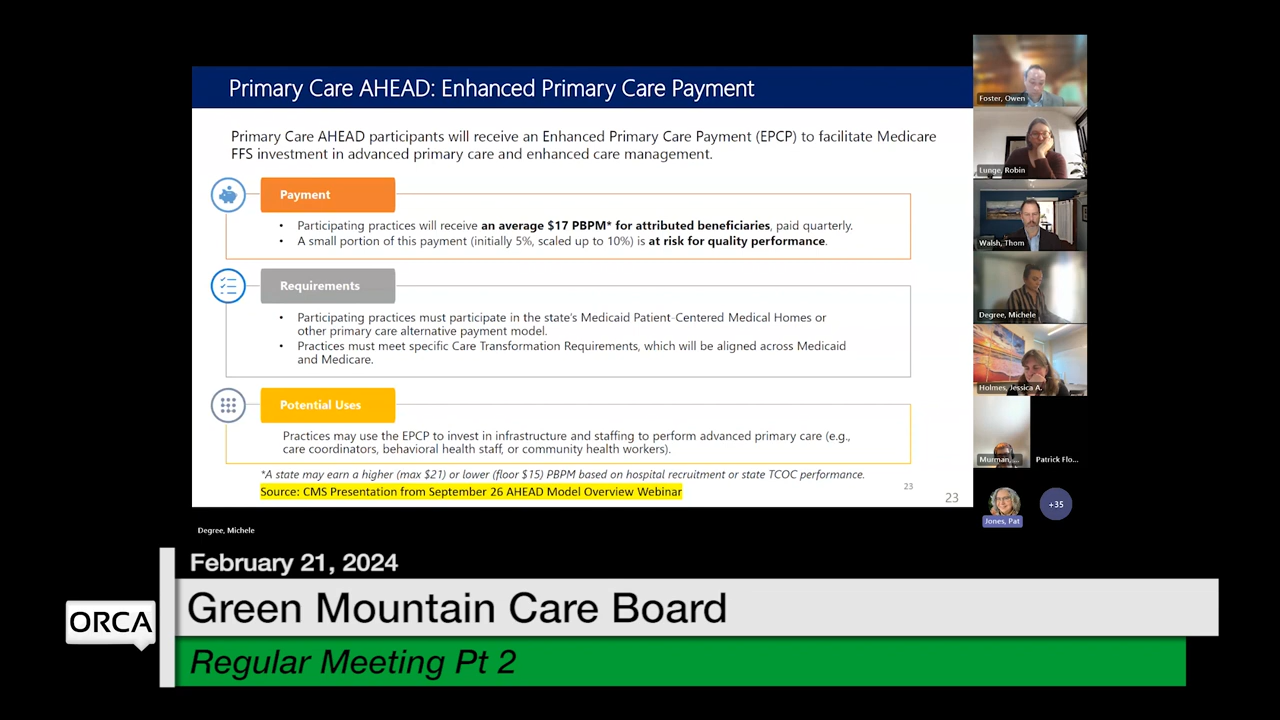 Primary Care AHEAD: Enhanced Primary Care Payment
Primary Care AHEAD participants will receive an Enhanced Primary Care Payment (EPCP) to facilitate Medicare
FFS investment in advanced primary care and enhanced care management.
Payment
• Participating practices will receive an average $17 PBPM* for attributed beneficiaries, paid quarterly.
• A small portion of this payment (initially 5%, scaled up to 10%) is at risk for quality performance.
Requirements
• Participating practices must participate in the state's Medicaid Patient-Centered Medical Homes or
other primary care alternative payment model.
• Practices must meet specific Care Transformation Requirements, which will be aligned across Medicaid
and Medicare.
Potential Uses
Practices may use the EPCP to invest in infrastructure and staffing to perform advanced primary care (e.g.,
care coordinators, behavioral health staff, or community health workers).
*A state may earn a higher (max $21) or lower (floor $15) PBPM based on hospital recruitment or state TCOC performance.
Source: CMS Presentation from September 26 AHEAD Model Overview Webinar
23
23
Foster, Owen
Lunge, Robin
Walsh, Thom
Degree, Michele
Holmes, Jessica A.
Murman, ...
Patrick Flo...
Jones, Pat
+35
Degree, Michele
February 21, 2024
ORCA
Green Mountain Care Board
Regular Meeting Pt 2